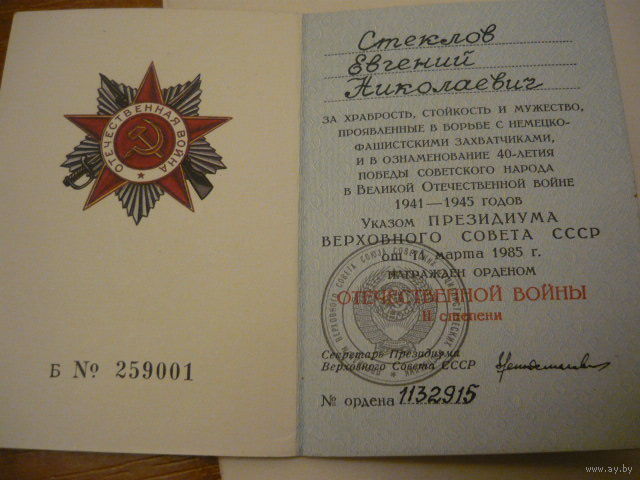 ОТЕЧЕСТВЕННАЯ ВОЙНА
Б № 259001
Стеклов
Евгений
Николаевич
ЗА ХРАБРОСТЬ, СТОЙКОСТЬ И МУЖЕСТВО,
ПРОЯВЛЕННЫЕ В БОРЬБЕ С НЕМЕЦКО-
ФАШИСТСКИМИ ЗАХВАТЧИКАМИ,
И В ОЗНАМЕНОВАНИЕ 40-ЛЕТИЯ
ПОБЕДЫ СОВЕТСКОГО НАРОДА
В ВЕЛИКОЙ ОТЕЧЕСТВЕННОЙ ВОЙНЕ
1941—1945 ГОДОВ
УКАЗОМ ПРЕЗИДИУМА
ВЕРХОВНОГО СОВЕТА СССР
от 11 марта 1985 г.
НАГРАЖДЕН ОРДЕНОМ
ОТЕЧЕСТВЕННОЙ ВОЙНЫ
II степени
Секретарь Президиума
Верховного Совета СССР
№ ордена 1132915
www.ay.by